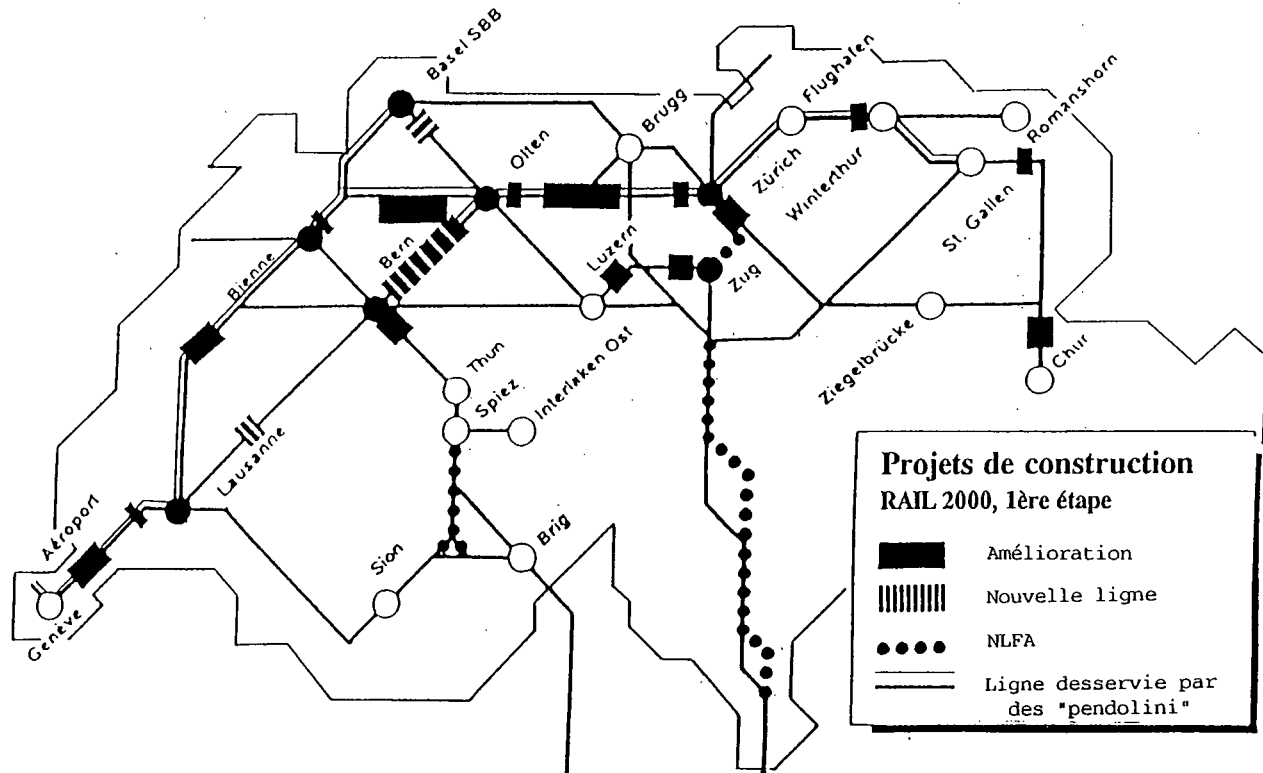 Basel SBB
Brugg
Flughafen
Romanshorn
Olten
Zürich
Winterthur
St. Gallen
Luzern
Zug
Bern
Bienne
Ziegelbrücke
Chur
Thun
Spiez
Interlaken Ost
Lausanne
Aéroport
Genève
Sion
Brig
Projets de construction
RAIL 2000, 1ère étape
Amélioration
Nouvelle ligne
NLFA
Ligne desservie par
des "pendolini"